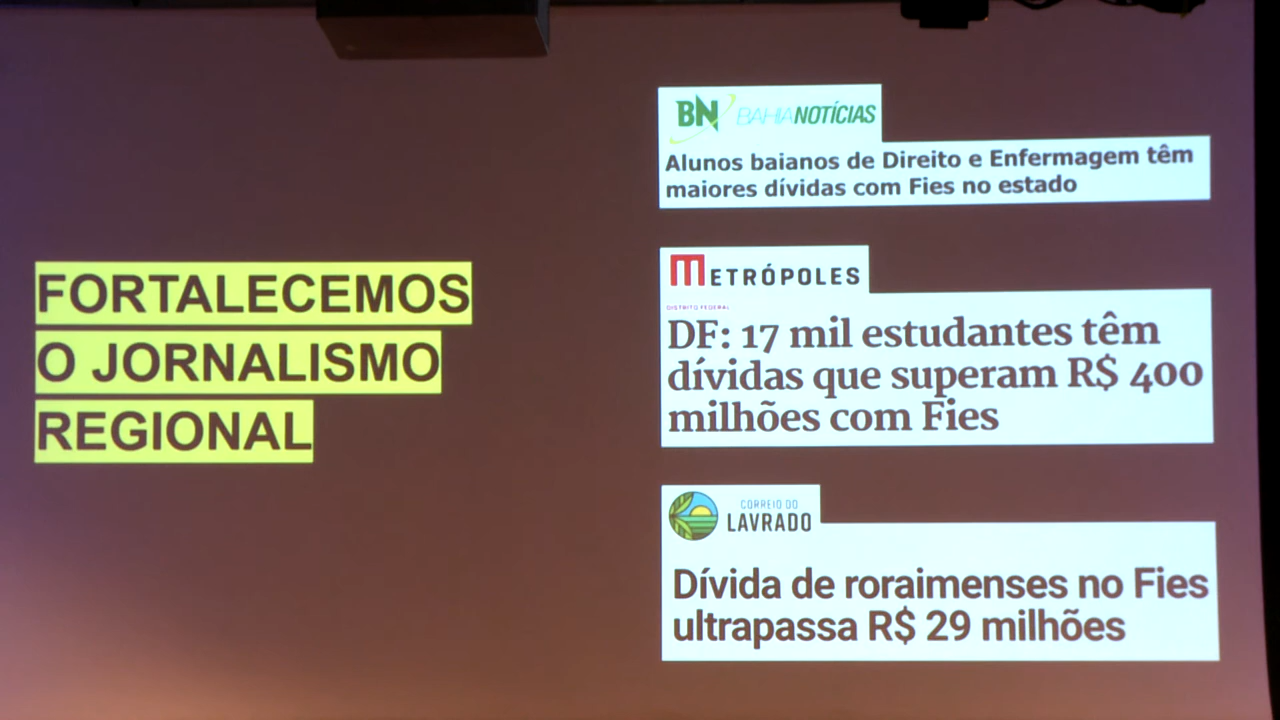 FORTALECEMOS
O JORNALISMO
REGIONAL
BN BAHIA NOTÍCIAS
Alunos baianos de Direito e Enfermagem têm
maiores dívidas com Fies no estado
METRÓPOLES
DISTRITO FEDERAL
DF: 17 mil estudantes têm
dívidas que superam R$ 400
milhões com Fies
CORREIO DO
LAVRADO
Dívida de roraimenses no Fies
ultrapassa R$ 29 milhões